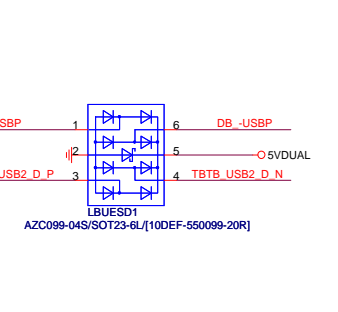 SBP 1 6 DB_-USBP
2 5 5VDUAL
USB2_D_P 3 4 TBTB_USB2_D_N
LBUESD1
AZC099-04S/SOT23-6L/[10DEF-550099-20R]